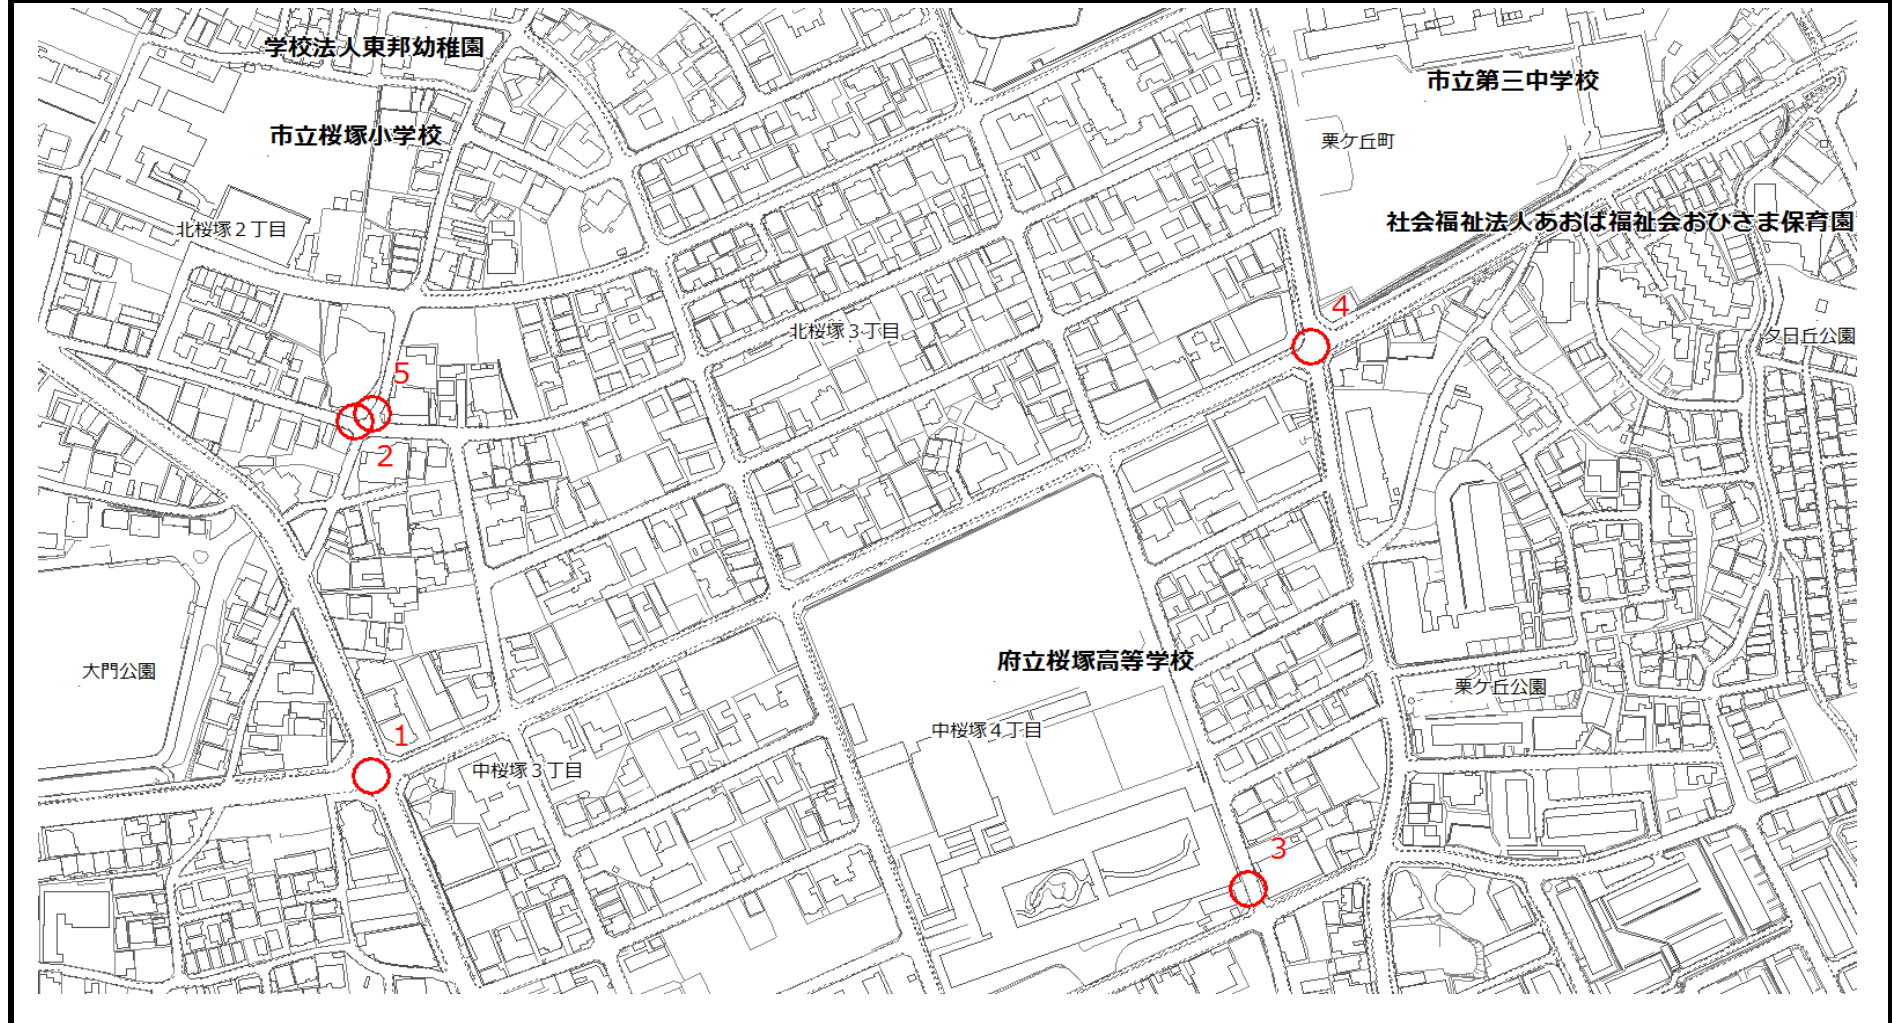 学校法人東邦幼稚園
市立第三中学校
市立桜塚小学校
栗ケ丘町
社会福祉法人あおば福祉会おひさま保育園
北桜塚２丁目
4
北桜塚３丁目
夕日丘公園
5
2
府立桜塚高等学校
大門公園
栗ケ丘公園
1
中桜塚４丁目
中桜塚３丁目
3